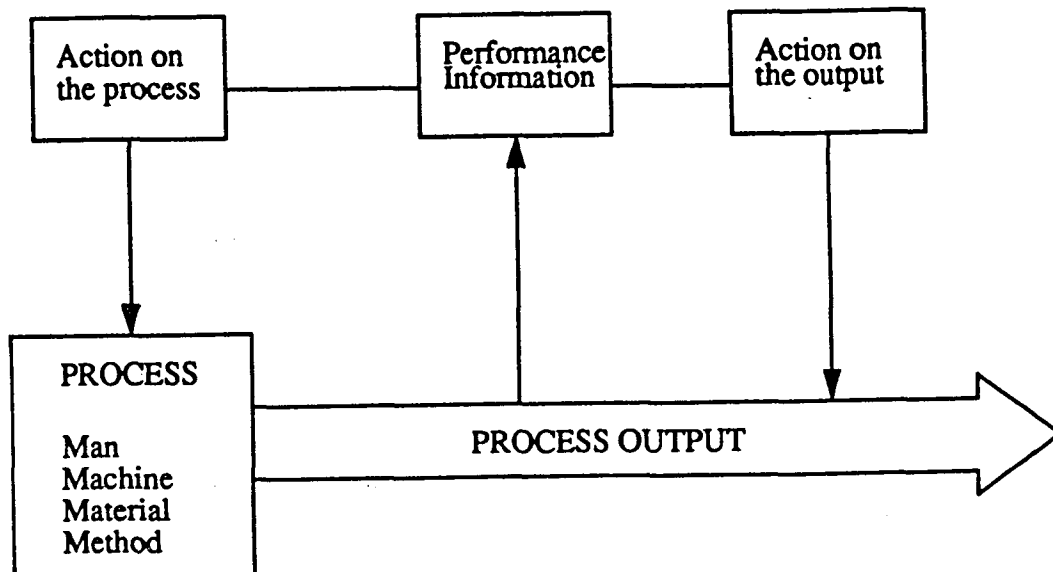 Action on
the process
Performance
Information
Action on
the output
PROCESS
Man
Machine
Material
Method
PROCESS OUTPUT